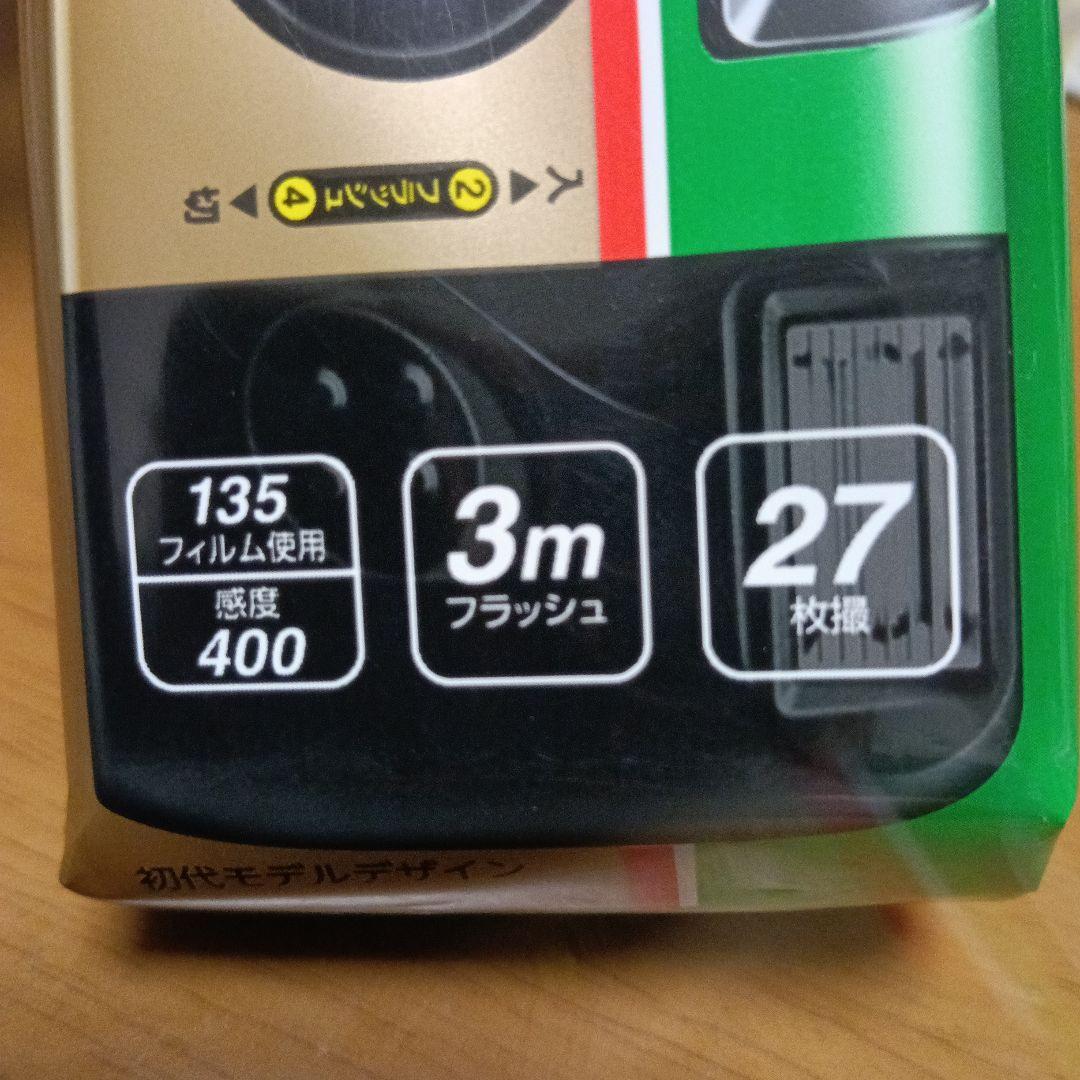 切 ◀ ④ フラッシュ ② ▶ 入
135
フィルム使用
感度
400
3m
フラッシュ
27
枚撮
初代モデルデザイン